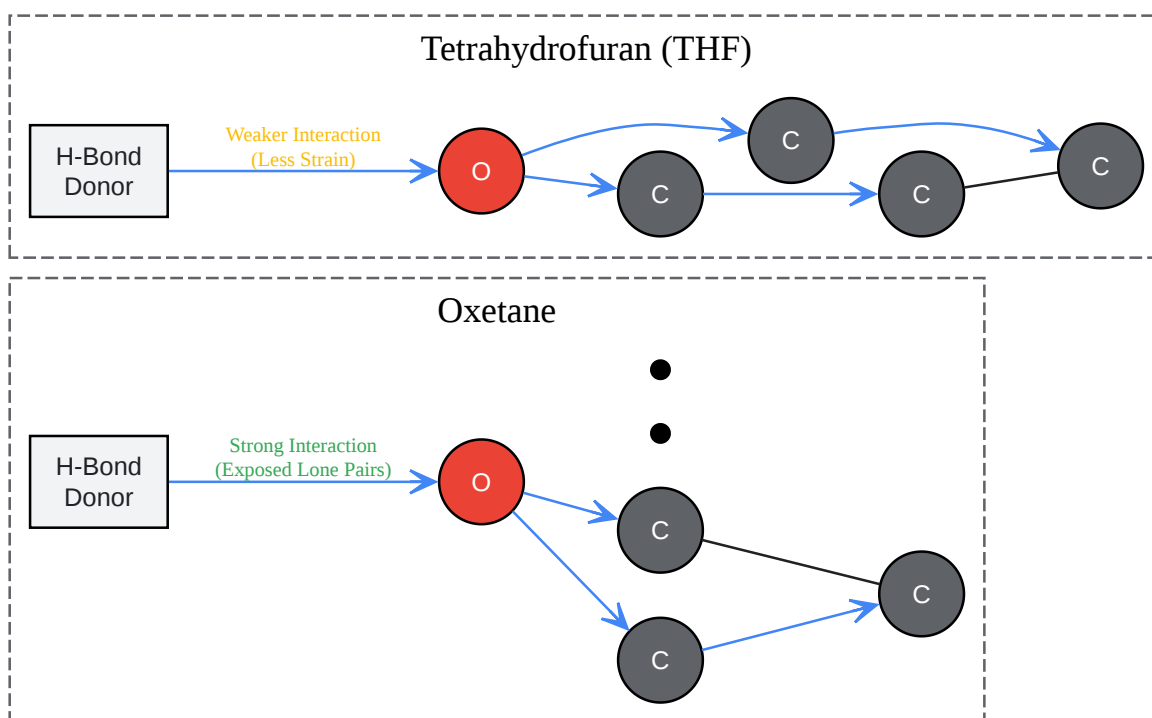 Tetrahydrofuran (THF)
H-Bond
Donor
Weaker Interaction
(Less Strain)
O
C
C
C
C
Oxetane
H-Bond
Donor
Strong Interaction
(Exposed Lone Pairs)
O
C
C
C